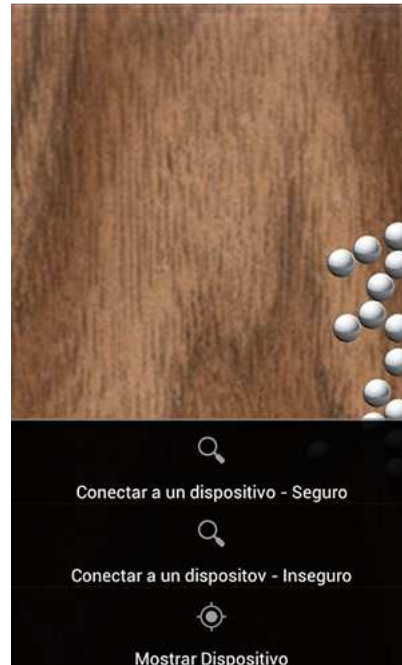 Conectar a un dispositivo - Seguro
Conectar a un dispositov - Inseguro
Mostrar Dispositivo